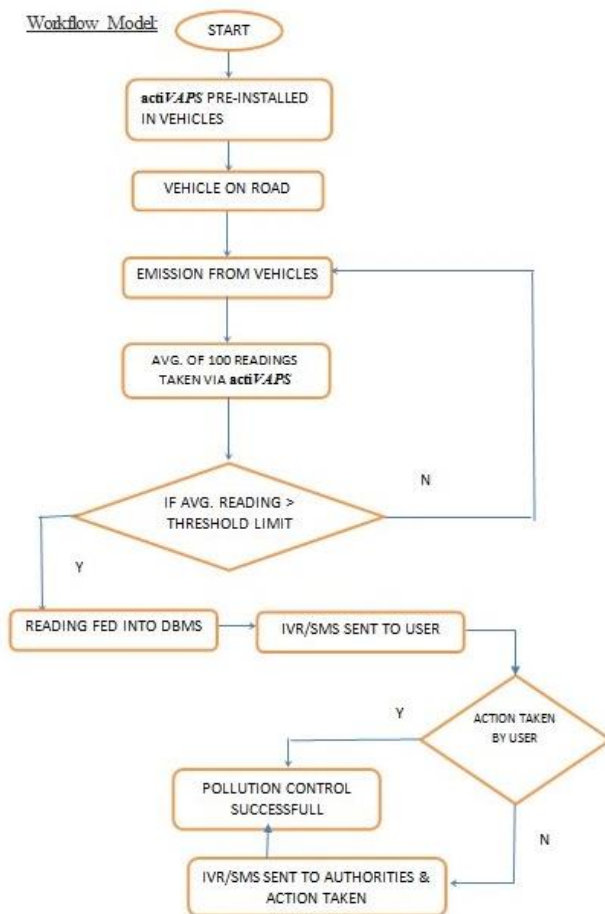 Workflow Model:
START
actiVAPS PRE-INSTALLED
IN VEHICLES
VEHICLE ON ROAD
EMISSION FROM VEHICLES
AVG. OF 100 READINGS
TAKEN VIA actiVAPS
IF AVG. READING >
THRESHOLD LIMIT
N
Y
READING FED INTO DBMS
IVR/SMS SENT TO USER
ACTION TAKEN
BY USER
Y
POLLUTION CONTROL
SUCCESSFULL
N
IVR/SMS SENT TO AUTHORITIES &
ACTION TAKEN